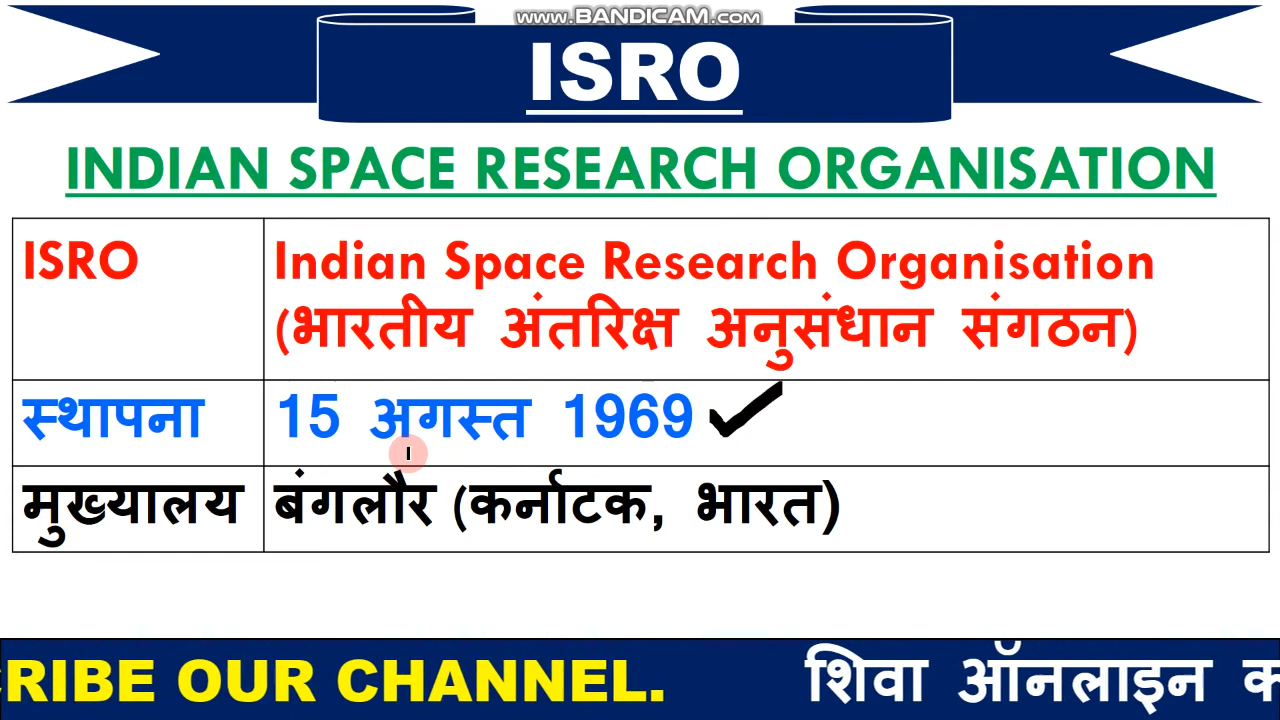 www.BANDICAM.com
ISRO
INDIAN SPACE RESEARCH ORGANISATION
ISRO
Indian Space Research Organisation
(भारतीय अंतरिक्ष अनुसंधान संगठन)
स्थापना
15 अगस्त 1969
मुख्यालय
बंगलौर (कर्नाटक, भारत)
CRIBE OUR CHANNEL. शिवा ऑनलाइन क